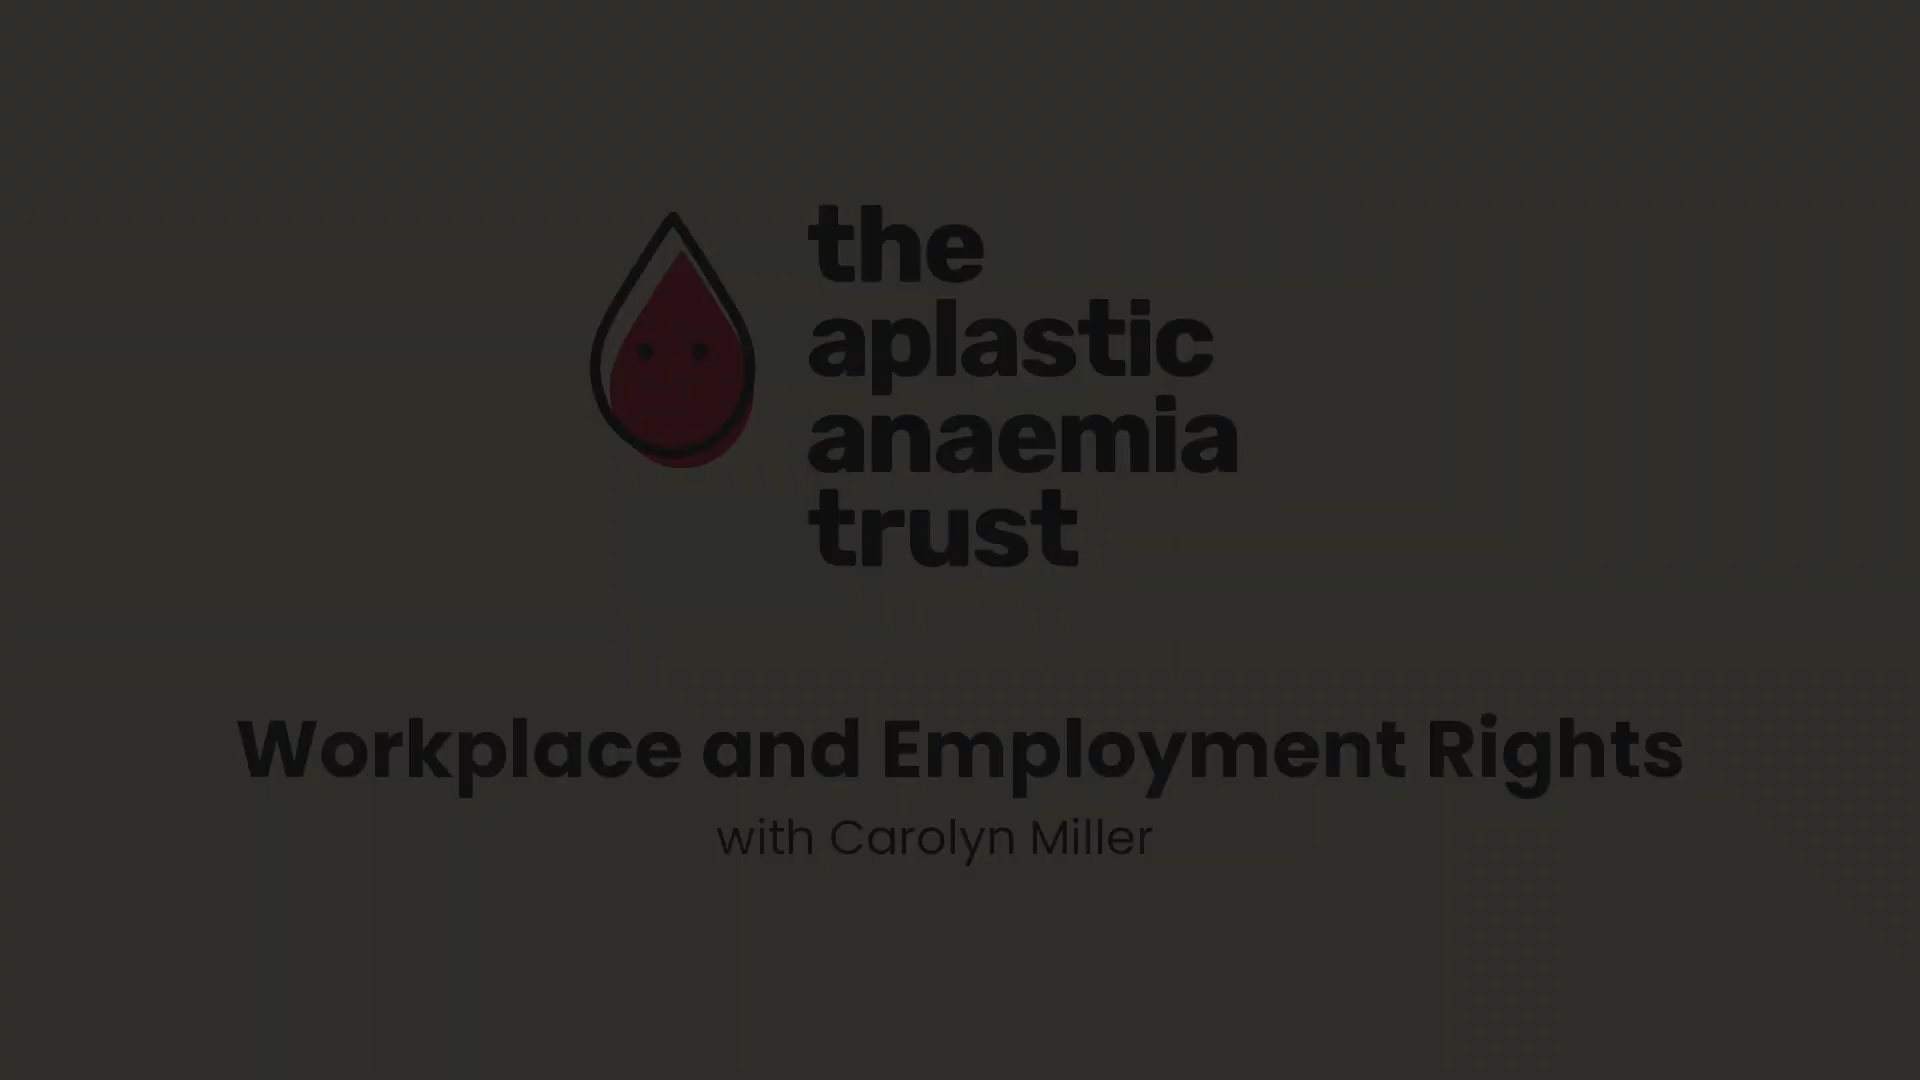 the
aplastic
anaemia
trust
Workplace and Employment Rights
with Carolyn Miller